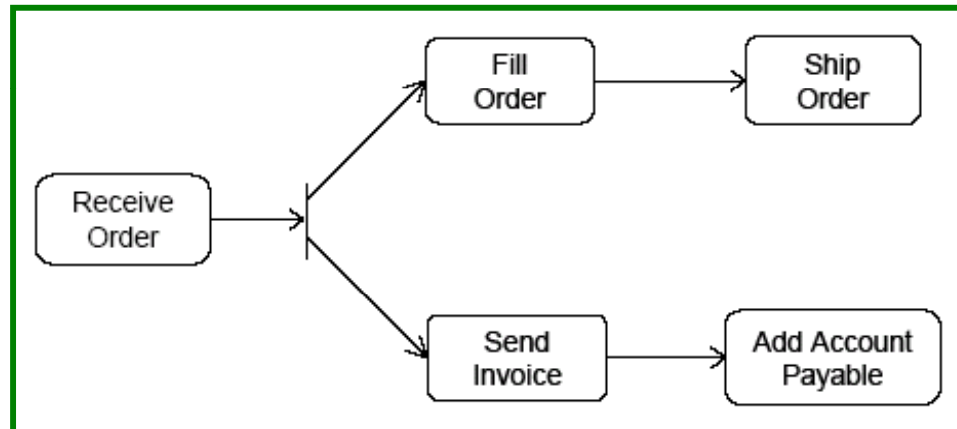 Fill
Order
Ship
Order
Receive
Order
Send
Invoice
Add Account
Payable